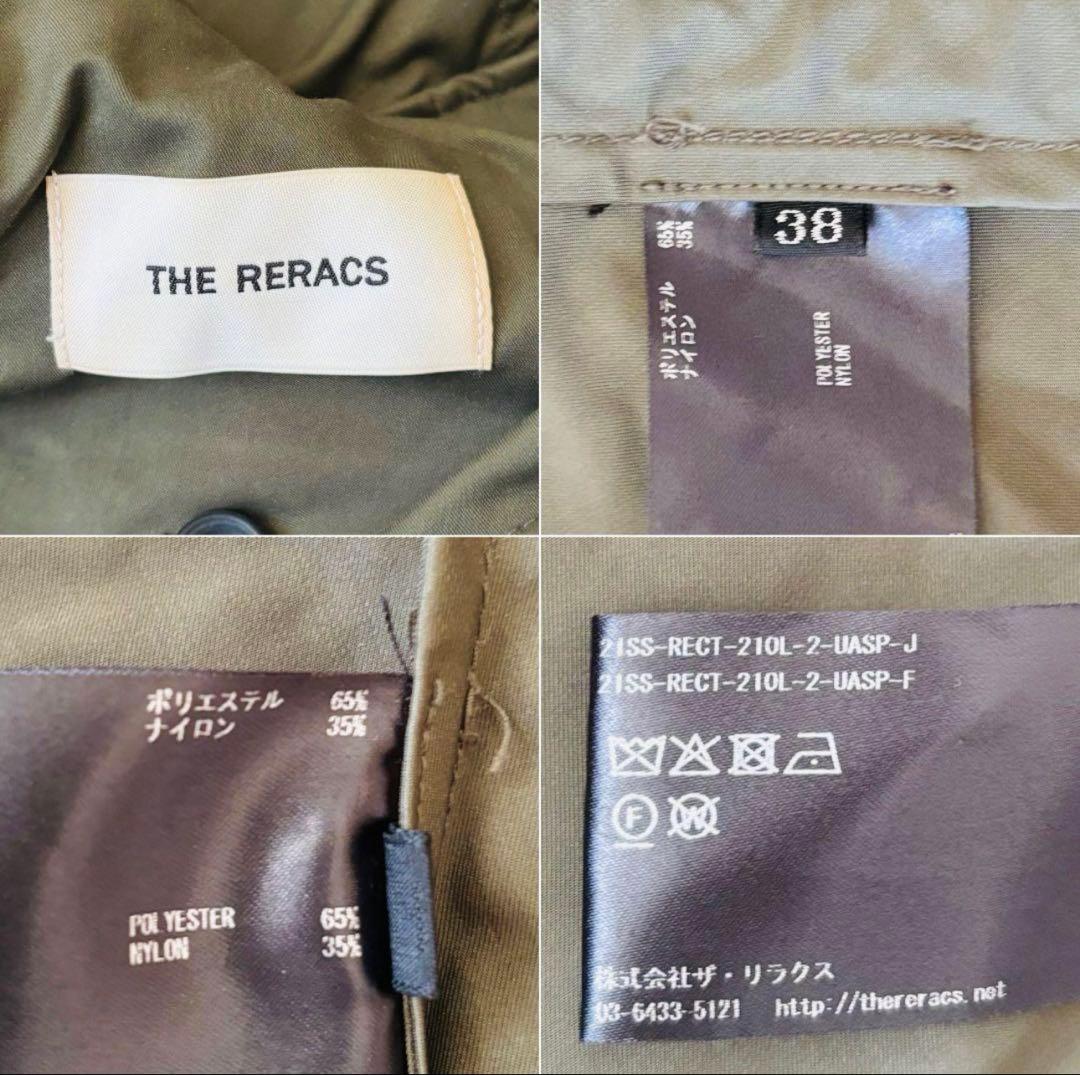 THE RERACS
38
65%
35%
ポリエステル
ナイロン
POLYESTER
NYLON
ポリエステル 65%
ナイロン 35%
POLYESTER 65%
NYLON 35%
21SS-RECT-210L-2-UASP-J
21SS-RECT-210L-2-UASP-F
F
W
株式会社ザ・リラクス
03-6433-5121 http://thereracs.net